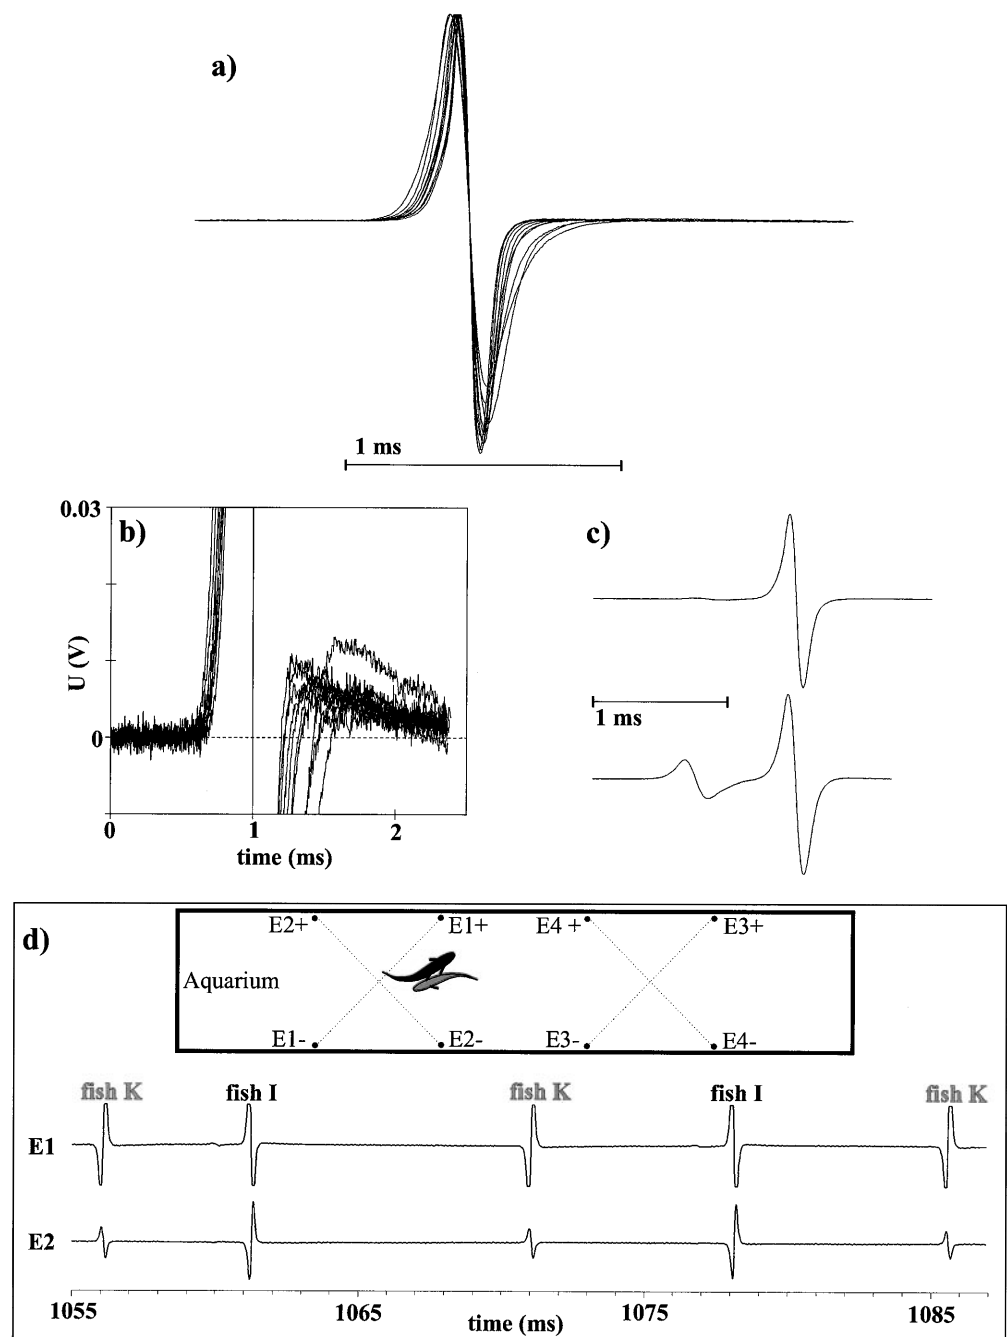 a)
1 ms
b)
0.03
U (V)
0
0 1 2
time (ms)
c)
1 ms
d)
E2+ E1+ E4 + E3+
Aquarium
E1- E2- E3- E4-
fish K fish I fish K fish I fish K
E1
E2
1055 1065 1075 1085
time (ms)